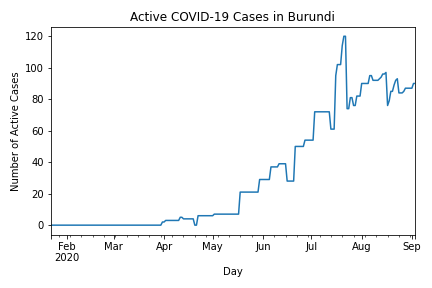 Active COVID-19 Cases in Burundi
Number of Active Cases
120
100
80
60
40
20
0
Feb Mar Apr May Jun Jul Aug Sep
2020
Day